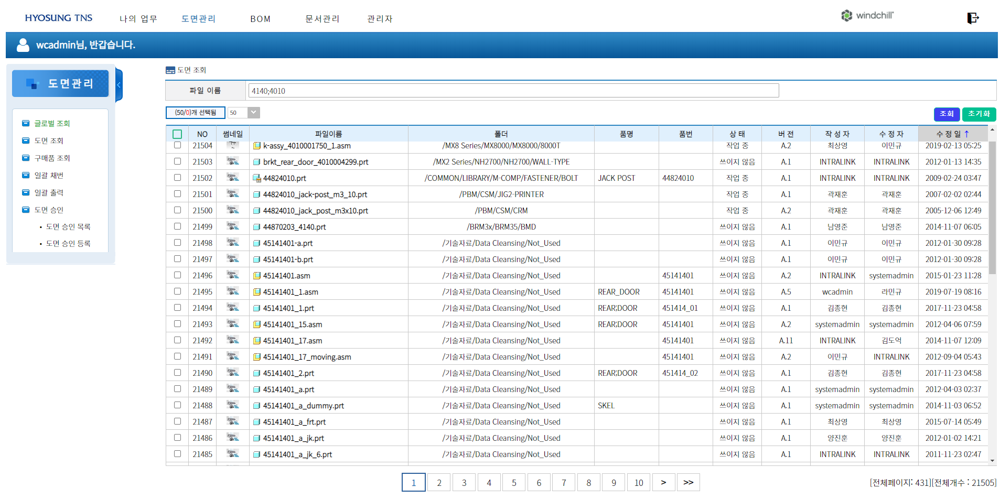 HYOSUNG TNS 나의 업무 도면관리 BOM 문서관리 관리자 windchill
wcadmin님, 반갑습니다.
도면관리
글로벌 조회
도면 조회
구매품 조회
일괄 채번
일괄 출력
도면 승인
도면 승인 목록
도면 승인 등록
도면 조회
파일 이름 4140;4010
(50/0)개 선택됨 50 조회 초기화
NO 썸네일 파일이름 폴더 품명 품번 상 태 버 전 작 성 자 수 정 자 수 정 일 ↑
21504 k-assy_4010001750_1.asm /MX8 Series/MX8000/MX8000/8000T 작업 중 A.2 최상영 이민규 2019-02-13 05:25
21503 brkt_rear_door_4010004299.prt /MX2 Series/NH2700/NH2700/WALL-TYPE 쓰이지 않음 A.1 INTRALINK INTRALINK 2012-01-13 14:35
21502 44824010.prt /COMMON/LIBRARY/M-COMP/FASTENER/BOLT JACK POST 44824010 작업 중 A.1 INTRALINK INTRALINK 2009-02-24 03:47
21501 44824010_jack-post_m3_10.prt /PBM/CSM/JIG2-PRINTER 작업 중 A.1 곽재훈 곽재훈 2007-02-02 02:44
21500 44824010_jack_post_m3x10.prt /PBM/CSM/CRM 작업 중 A.2 곽재훈 곽재훈 2005-12-06 12:49
21499 44870203_4140.prt /BRM3x/BRM35/BMD 쓰이지 않음 A.1 남영준 남영준 2014-11-07 06:05
21498 45141401-a.prt /기술자료/Data Cleansing/Not_Used 쓰이지 않음 A.1 이민규 이민규 2012-01-30 09:28
21497 45141401-b.prt /기술자료/Data Cleansing/Not_Used 쓰이지 않음 A.1 이민규 이민규 2012-01-30 09:28
21496 45141401.asm /기술자료/Data Cleansing/Not_Used 45141401 쓰이지 않음 A.2 INTRALINK systemadmin 2015-01-23 11:28
21495 45141401_1.asm /기술자료/Data Cleansing/Not_Used REAR_DOOR 45141401 쓰이지 않음 A.5 wcadmin 라민규 2019-07-19 08:16
21494 45141401_1.prt /기술자료/Data Cleansing/Not_Used REAR;DOOR 451414_01 쓰이지 않음 A.1 김종현 김종현 2017-11-23 04:58
21493 45141401_15.asm /기술자료/Data Cleansing/Not_Used REAR;DOOR 45141401 쓰이지 않음 A.2 systemadmin systemadmin 2012-04-06 07:59
21492 45141401_17.asm /기술자료/Data Cleansing/Not_Used 45141401 쓰이지 않음 A.11 INTRALINK 김도억 2014-11-07 12:09
21491 45141401_17_moving.asm /기술자료/Data Cleansing/Not_Used 45141401 쓰이지 않음 A.2 이민규 INTRALINK 2012-09-04 05:43
21490 45141401_2.prt /기술자료/Data Cleansing/Not_Used REAR;DOOR 451414_02 쓰이지 않음 A.1 김종현 김종현 2017-11-23 04:58
21489 45141401_a.prt /기술자료/Data Cleansing/Not_Used 쓰이지 않음 A.1 systemadmin systemadmin 2012-04-03 02:37
21488 45141401_a_dummy.prt /기술자료/Data Cleansing/Not_Used SKEL 쓰이지 않음 A.1 systemadmin systemadmin 2014-11-03 06:52
21487 45141401_a_frt.prt /기술자료/Data Cleansing/Not_Used 쓰이지 않음 A.1 최상영 최상영 2015-07-14 05:49
21486 45141401_a_jk.prt /기술자료/Data Cleansing/Not_Used 쓰이지 않음 A.1 양진훈 양진훈 2012-01-02 14:21
21485 45141401_a_jk_6.prt /기술자료/Data Cleansing/Not_Used 쓰이지 않음 A.1 INTRALINK INTRALINK 2011-11-23 02:47
1 2 3 4 5 6 7 8 9 10 > >> [전체페이지: 431][전체개수 : 21505]